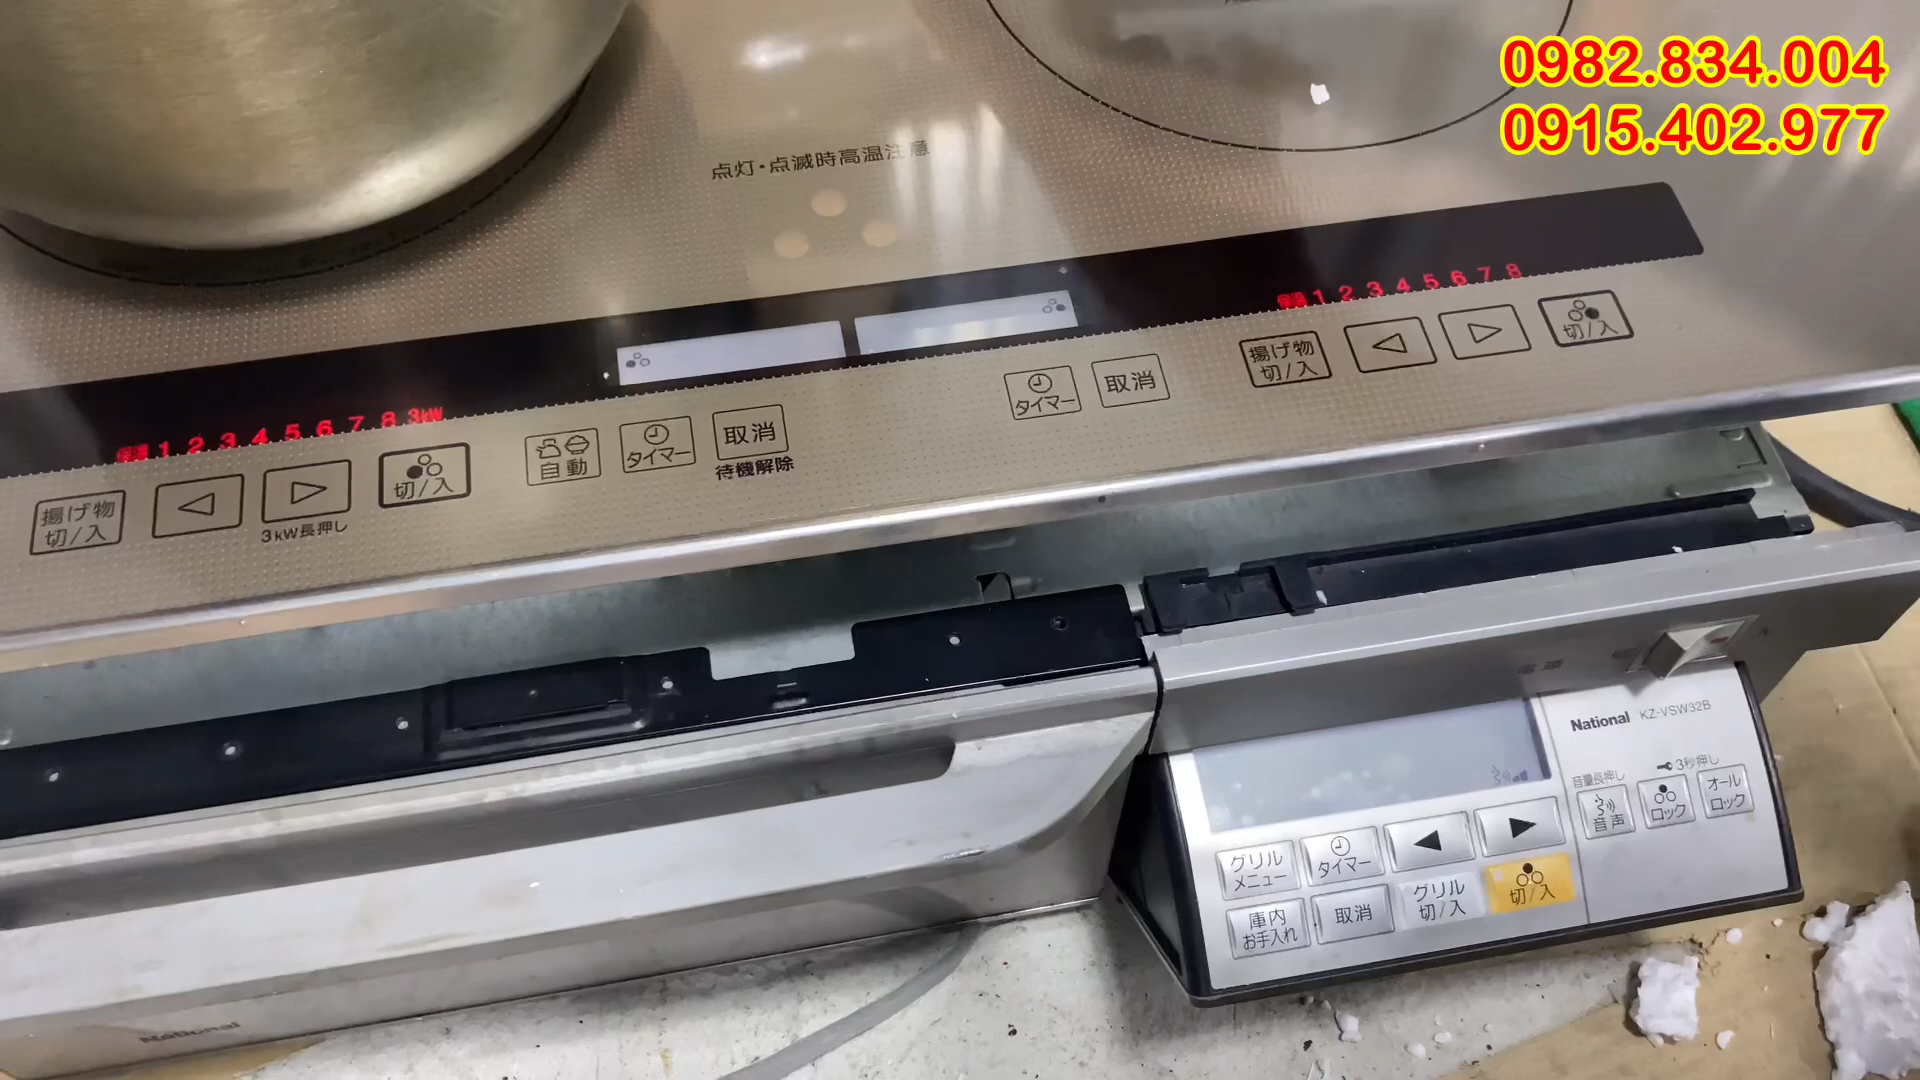 0982.834.004
0915.402.977
点灯・点滅時高温注意
1 2 3 4 5 6 7 8
揚げ物
切/入
切/入
タイマー
取消
1 2 3 4 5 6 7 8 3kW
揚げ物
切/入
3kW長押し
切/入
自動
タイマー
取消
待機解除
電源
National KZ-VSW32B
音量長押し
3秒押し
音声
ロック
オール
ロック
グリル
メニュー
タイマー
庫内
お手入れ
取消
グリル
切/入
切/入
National